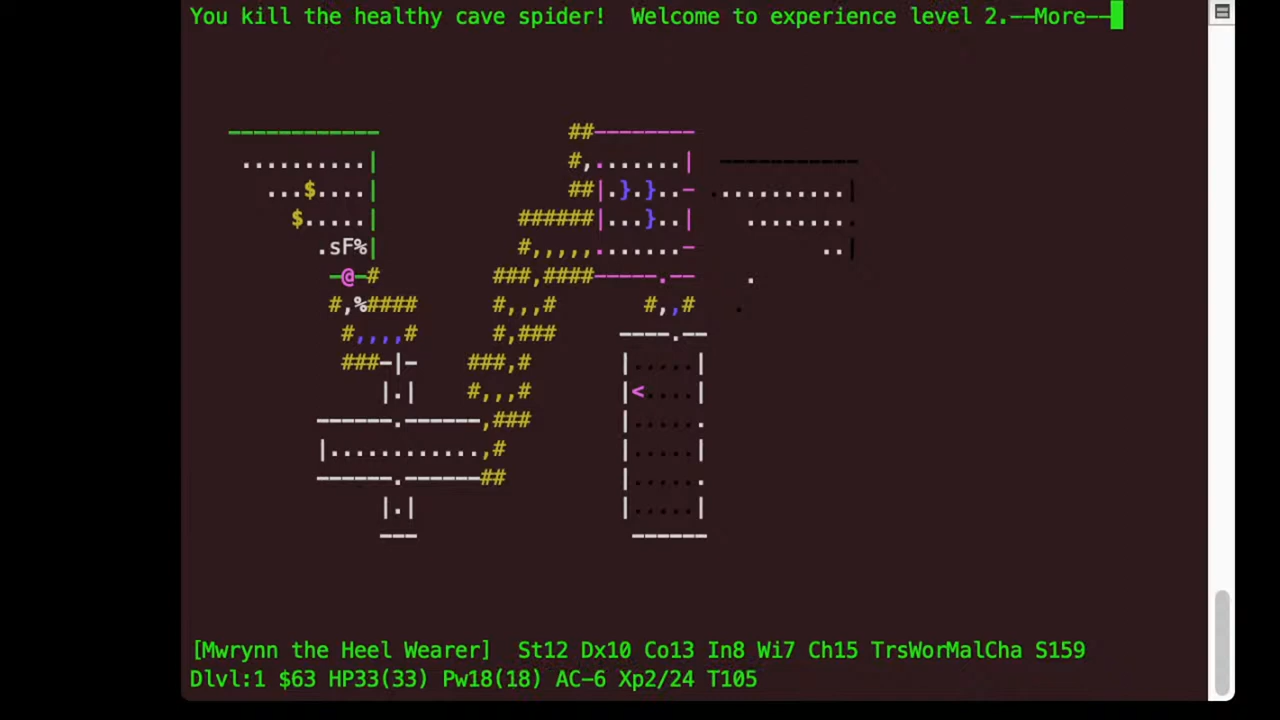 You kill the healthy cave spider!  Welcome to experience level 2.--More--
------------                ##--------
..........|                #,.......|  -----------
...$....|                ##|.}.}..- ..........|
$.....|            ######|...}..|    .........
.sF%|            #,,,,,.......-          ..|
-@-#         ###,####-----.--    .
#,%####      #,,,#       #,,#   .
#,,,,#      #,###     ----.--
###-|-    ###,#       |.....|
|.|    #,,,#       |<....|
------.------,###       |......
|............,#         |.....|
------.------##         |......
|.|                |.....|
---                 ------
[Mwrynn the Heel Wearer]  St12 Dx10 Co13 In8 Wi7 Ch15 TrsWorMalCha S159
Dlvl:1 $63 HP33(33) Pw18(18) AC-6 Xp2/24 T105